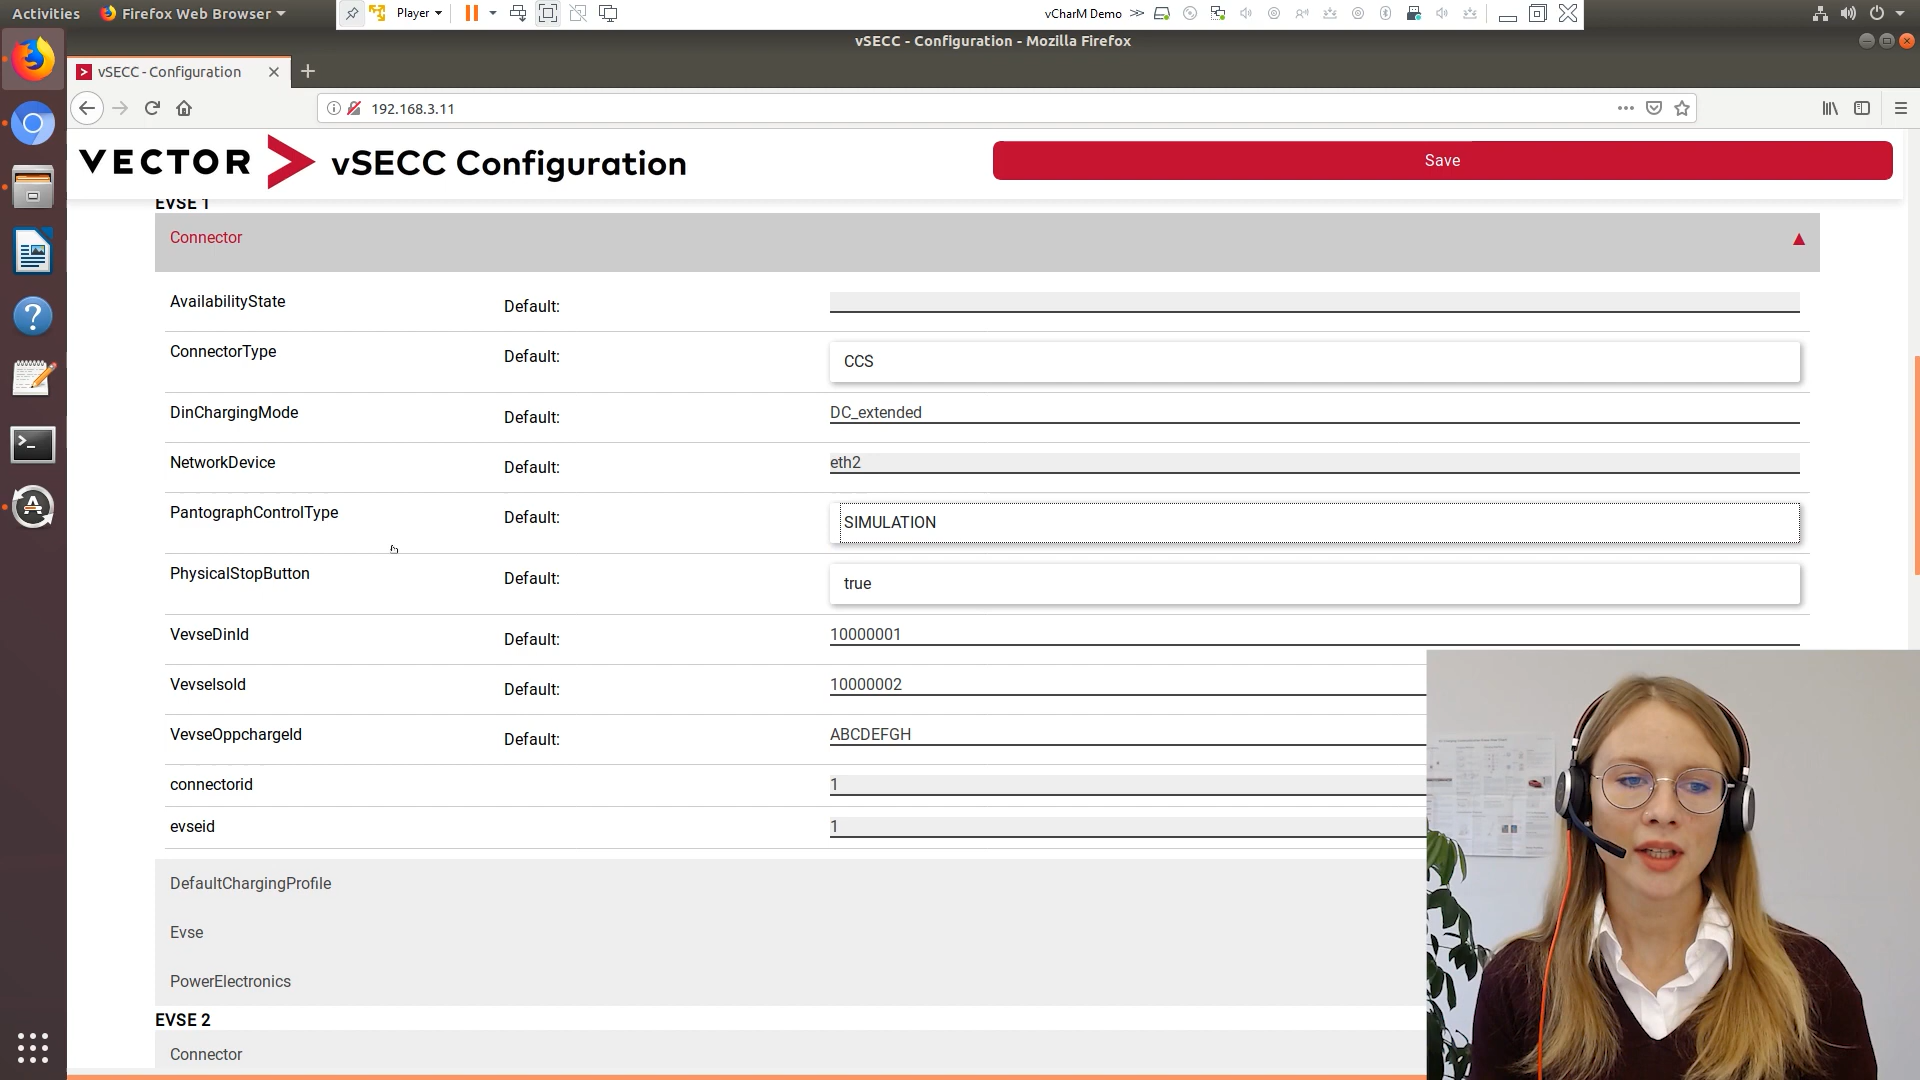 Activities Firefox Web Browser Player vCharM Demo
vSECC - Configuration - Mozilla Firefox
vSECC - Configuration
192.168.3.11
VECTOR vSECC Configuration Save
EVSE 1
Connector
AvailabilityState Default:
ConnectorType Default: CCS
DinChargingMode Default: DC_extended
NetworkDevice Default: eth2
PantographControlType Default: SIMULATION
PhysicalStopButton Default: true
VevseDinId Default: 10000001
VevseIsoId Default: 10000002
VevseOppchargeId Default: ABCDEFGH
connectorid 1
evseid 1
DefaultChargingProfile
Evse
PowerElectronics
EVSE 2
Connector